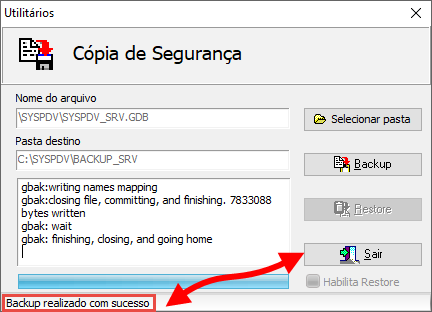 Utilitários
Cópia de Segurança
Nome do arquivo
\SYSPDV\SYSPDV_SRV.GDB
Selecionar pasta
Pasta destino
C:\SYSPDV\BACKUP_SRV
Backup
gbak:writing names mapping
gbak:closing file, committing, and finishing. 7833088
bytes written
gbak: wait
gbak: finishing, closing, and going home
Restore
Sair
Habilita Restore
Backup realizado com sucesso